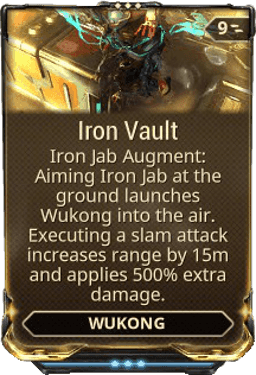 9
Iron Vault
Iron Jab Augment:
Aiming Iron Jab at the
ground launches
Wukong into the air.
Executing a slam attack
increases range by 15m
and applies 500% extra
damage.
WUKONG